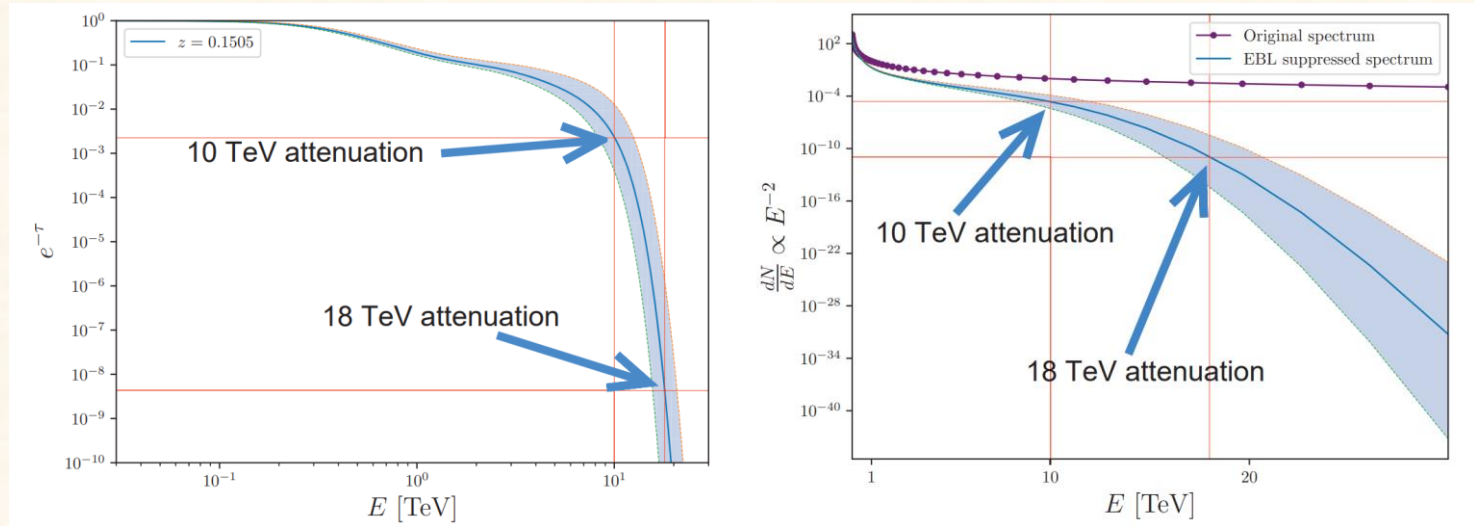 10⁰
10⁻¹
10⁻²
10⁻³
10⁻⁴
10⁻⁵
10⁻⁶
10⁻⁷
10⁻⁸
10⁻⁹
10⁻¹⁰
e⁻τ
z = 0.1505
10 TeV attenuation
18 TeV attenuation
10⁻¹ 10⁰ 10¹
E [TeV]
10²
10⁻⁴
10⁻¹⁰
10⁻¹⁶
10⁻²²
10⁻²⁸
10⁻³⁴
10⁻⁴⁰
dN/dE ∝ E⁻²
Original spectrum
EBL suppressed spectrum
10 TeV attenuation
18 TeV attenuation
1 10 20
E [TeV]